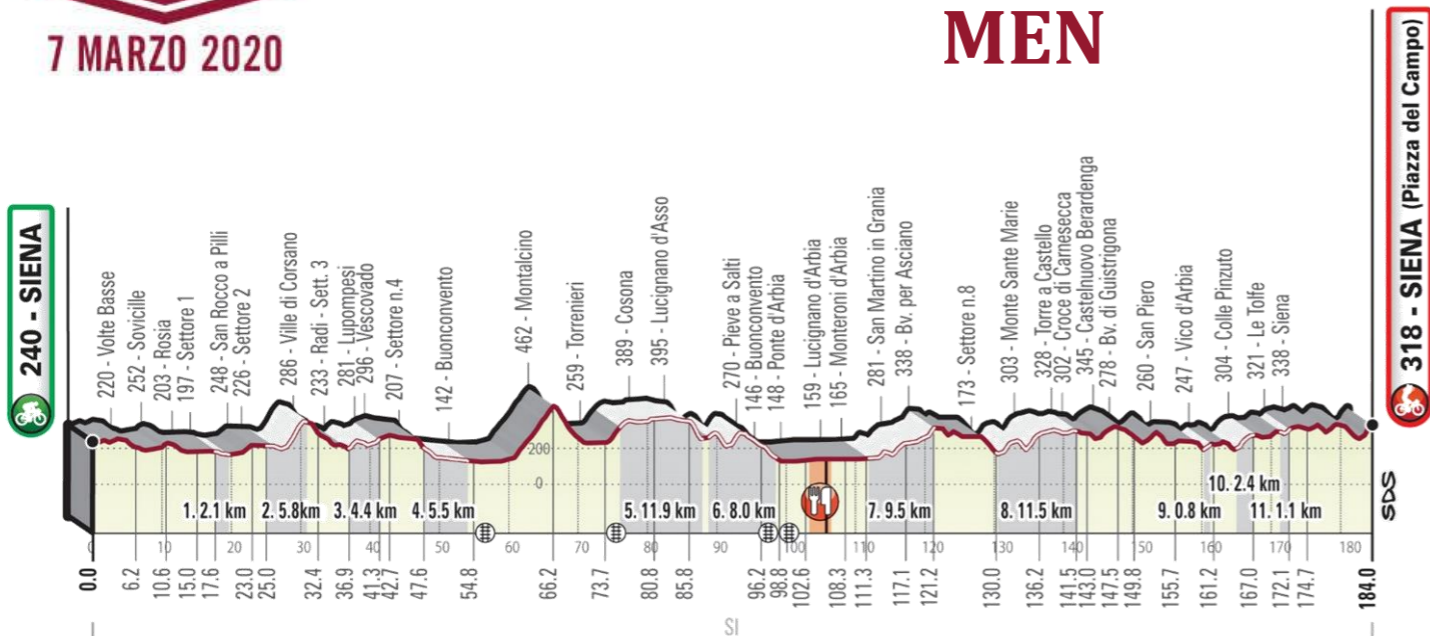 7 MARZO 2020
MEN
240 - SIENA
220 - Volte Basse
252 - Sovicille
203 - Rosia
197 - Settore 1
248 - San Rocco a Pilli
226 - Settore 2
286 - Ville di Corsano
233 - Radi - Sett. 3
281 - Lupompesi
296 - Vescovado
207 - Settore n.4
142 - Buonconvento
462 - Montalcino
259 - Torrenieri
389 - Cosona
395 - Lucignano d'Asso
270 - Pieve a Salti
146 - Buonconvento
148 - Ponte d'Arbia
159 - Lucignano d'Arbia
165 - Monteroni d'Arbia
281 - San Martino in Grania
338 - Bv. per Asciano
173 - Settore n.8
303 - Monte Sante Marie
328 - Torre a Castello
302 - Croce di Carnesecca
345 - Castelnuovo Berardenga
278 - Bv. di Guistrigona
260 - San Piero
247 - Vico d'Arbia
304 - Colle Pinzuto
321 - Le Tolfe
338 - Siena
318 - SIENA (Piazza del Campo)
200
0
1. 2.1 km
2. 5.8km
3. 4.4 km
4. 5.5 km
5. 11.9 km
6. 8.0 km
7. 9.5 km
8. 11.5 km
9. 0.8 km
10. 2.4 km
11. 1.1 km
SDS
0 10 20 30 40 60 70 80 90 100 110 120 130 140 150 160 170 180
0.0 6.2 10.6 15.0 17.6 23.0 25.0 32.4 36.9 41.3 42.7 47.6 54.8 66.2 73.7 80.8 85.8 96.2 98.8 102.6 108.3 111.3 117.1 121.2 130.0 136.2 141.5 143.0 147.5 149.8 155.7 161.2 167.0 172.1 174.7 184.0
SI